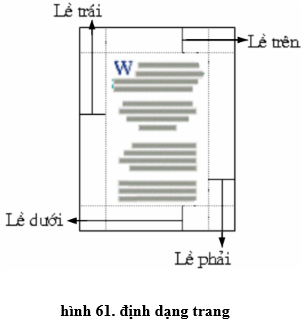 Lề trái
Lề trên
W
Lề dưới
Lề phải
hình 61. định dạng trang